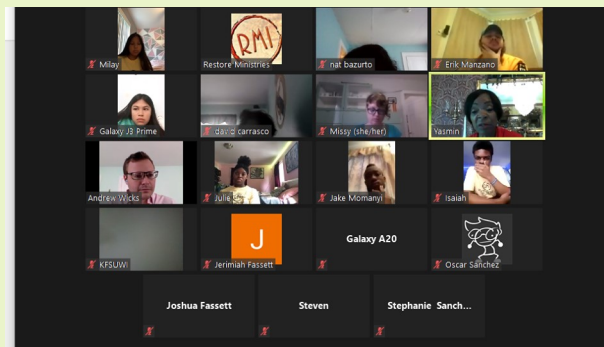 Milay
RMI
Restore Ministries
nat bazurto
Erik Manzano
Galaxy J3 Prime
david carrasco
Missy (she/her)
Yasmin
Andrew Wicks
Julie
Jake Momanyi
Isaiah
KFSUWI
J
Jerimiah Fassett
Galaxy A20
Oscar Sanchez
Joshua Fassett
Steven
Stephanie Sanch...